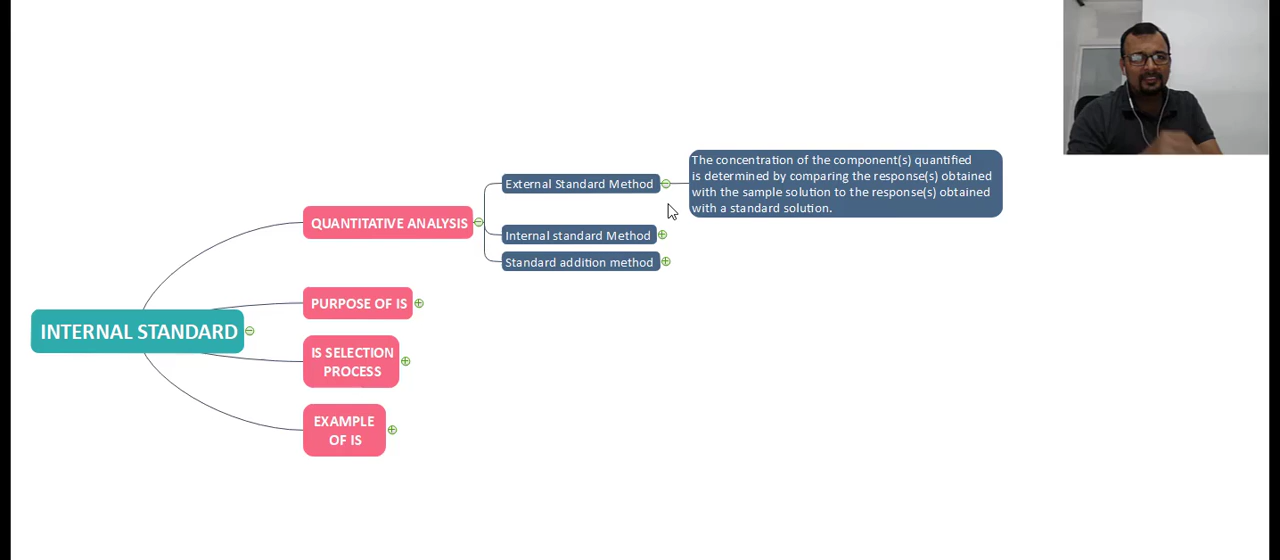 INTERNAL STANDARD
QUANTITATIVE ANALYSIS
External Standard Method
The concentration of the component(s) quantified
is determined by comparing the response(s) obtained
with the sample solution to the response(s) obtained
with a standard solution.
Internal standard Method
Standard addition method
PURPOSE OF IS
IS SELECTION
PROCESS
EXAMPLE
OF IS